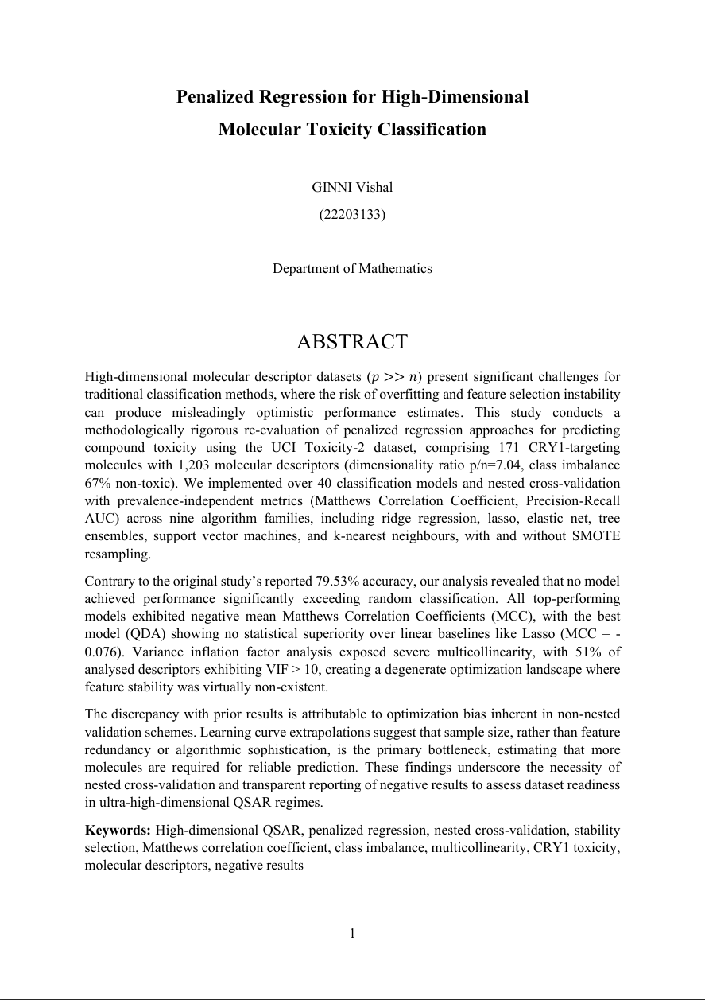 Penalized Regression for High-Dimensional
Molecular Toxicity Classification
GINNI Vishal
(22203133)
Department of Mathematics
ABSTRACT
High-dimensional molecular descriptor datasets (𝑝 >> 𝑛) present significant challenges for
traditional classification methods, where the risk of overfitting and feature selection instability
can produce misleadingly optimistic performance estimates. This study conducts a
methodologically rigorous re-evaluation of penalized regression approaches for predicting
compound toxicity using the UCI Toxicity-2 dataset, comprising 171 CRY1-targeting
molecules with 1,203 molecular descriptors (dimensionality ratio p/n=7.04, class imbalance
67% non-toxic). We implemented over 40 classification models and nested cross-validation
with prevalence-independent metrics (Matthews Correlation Coefficient, Precision-Recall
AUC) across nine algorithm families, including ridge regression, lasso, elastic net, tree
ensembles, support vector machines, and k-nearest neighbours, with and without SMOTE
resampling.
Contrary to the original study’s reported 79.53% accuracy, our analysis revealed that no model
achieved performance significantly exceeding random classification. All top-performing
models exhibited negative mean Matthews Correlation Coefficients (MCC), with the best
model (QDA) showing no statistical superiority over linear baselines like Lasso (MCC = -
0.076). Variance inflation factor analysis exposed severe multicollinearity, with 51% of
analysed descriptors exhibiting VIF > 10, creating a degenerate optimization landscape where
feature stability was virtually non-existent.
The discrepancy with prior results is attributable to optimization bias inherent in non-nested
validation schemes. Learning curve extrapolations suggest that sample size, rather than feature
redundancy or algorithmic sophistication, is the primary bottleneck, estimating that more
molecules are required for reliable prediction. These findings underscore the necessity of
nested cross-validation and transparent reporting of negative results to assess dataset readiness
in ultra-high-dimensional QSAR regimes.
Keywords: High-dimensional QSAR, penalized regression, nested cross-validation, stability
selection, Matthews correlation coefficient, class imbalance, multicollinearity, CRY1 toxicity,
molecular descriptors, negative results
1